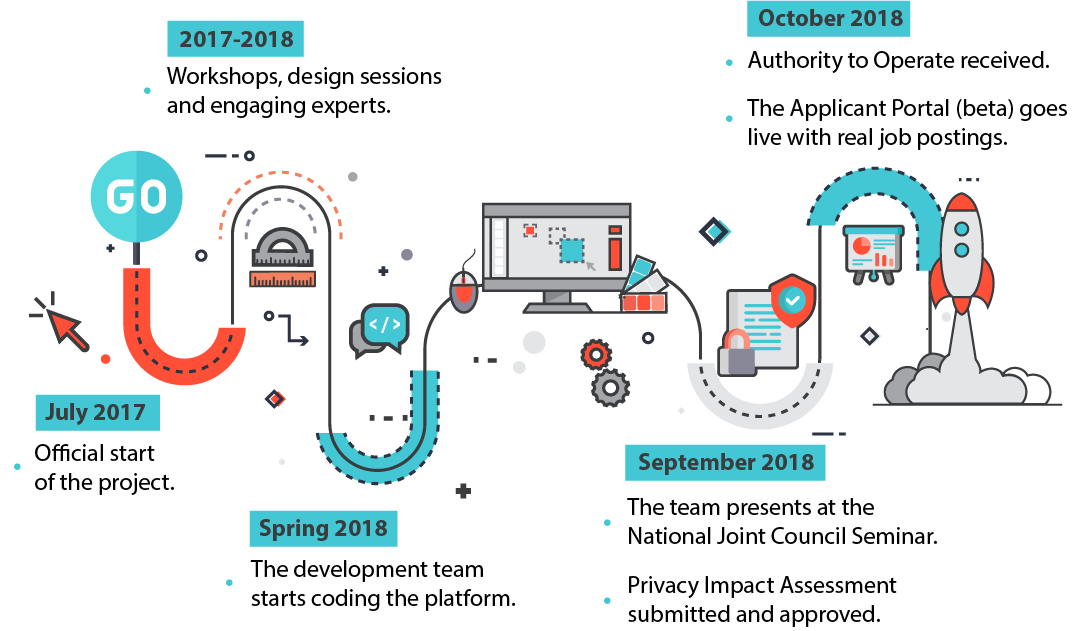 GO
July 2017
Official start
of the project.
2017-2018
Workshops, design sessions
and engaging experts.
Spring 2018
The development team
starts coding the platform.
</>
September 2018
The team presents at the
National Joint Council Seminar.
Privacy Impact Assessment
submitted and approved.
October 2018
Authority to Operate received.
The Applicant Portal (beta) goes
live with real job postings.